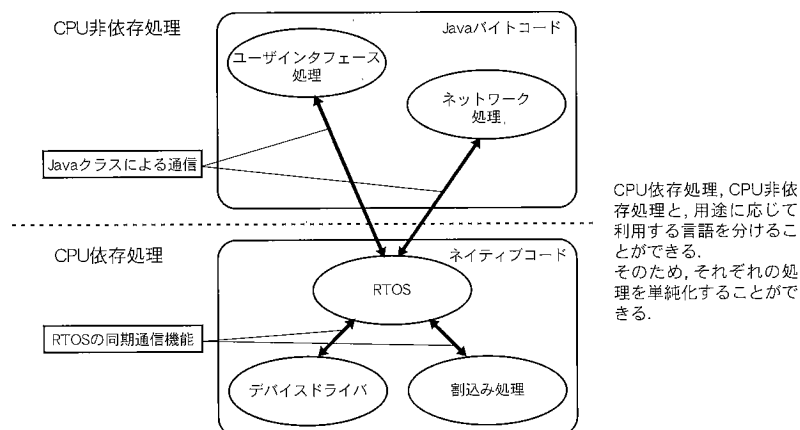 CPU非依存処理
Javaバイトコード
ユーザインタフェース
処理
ネットワーク
処理
Javaクラスによる通信
CPU依存処理, CPU非依
存処理と, 用途に応じて
利用する言語を分けるこ
とができる.
そのため, それぞれの処
理を単純化することがで
きる.
CPU依存処理
ネイティブコード
RTOS
RTOSの同期通信機能
デバイスドライバ
割込み処理